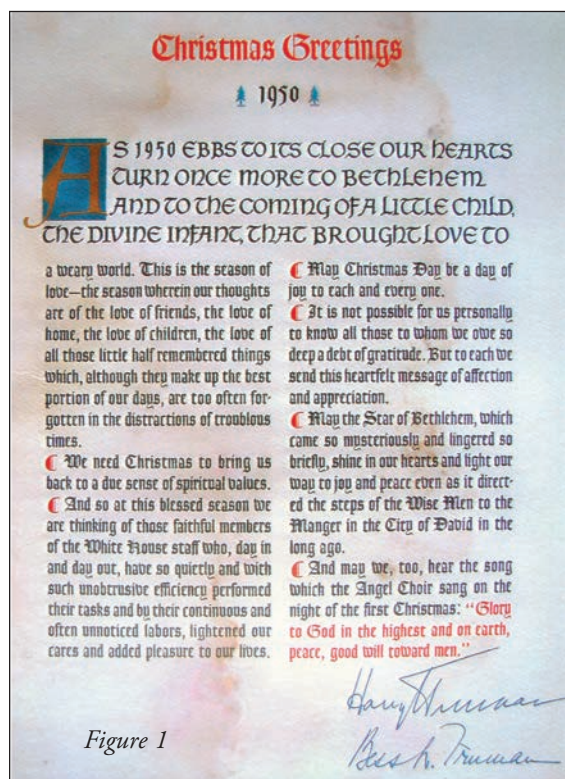 Christmas Greetings
1950
AS 1950 EBBS TO ITS CLOSE OUR HEARTS
TURN ONCE MORE TO BETHLEHEM
AND TO THE COMING OF A LITTLE CHILD,
THE DIVINE INFANT, THAT BROUGHT LOVE TO
a weary world. This is the season of
love—the season wherein our thoughts
are of the love of friends, the love of
home, the love of children, the love of
all those little half remembered things
which, although they make up the best
portion of our days, are too often for-
gotten in the distractions of troublous
times.
We need Christmas to bring us
back to a due sense of spiritual values.
And so at this blessed season we
are thinking of those faithful members
of the White House staff who, day in
and day out, have so quietly and with
such unobtrusive efficiency performed
their tasks and by their continuous and
often unnoticed labors, lightened our
cares and added pleasure to our lives.
May Christmas Day be a day of
joy to each and every one.
It is not possible for us personally
to know all those to whom we owe so
deep a debt of gratitude. But to each we
send this heartfelt message of affection
and appreciation.
May the Star of Bethlehem, which
came so mysteriously and lingered so
briefly, shine in our hearts and light our
way to joy and peace even as it direct-
ed the steps of the Wise Men to the
Manger in the City of David in the
long ago.
And may we, too, hear the song
which the Angel Choir sang on the
night of the first Christmas: "Glory
to God in the highest and on earth,
peace, good will toward men."
Harry Truman
Bess W. Truman
Figure 1